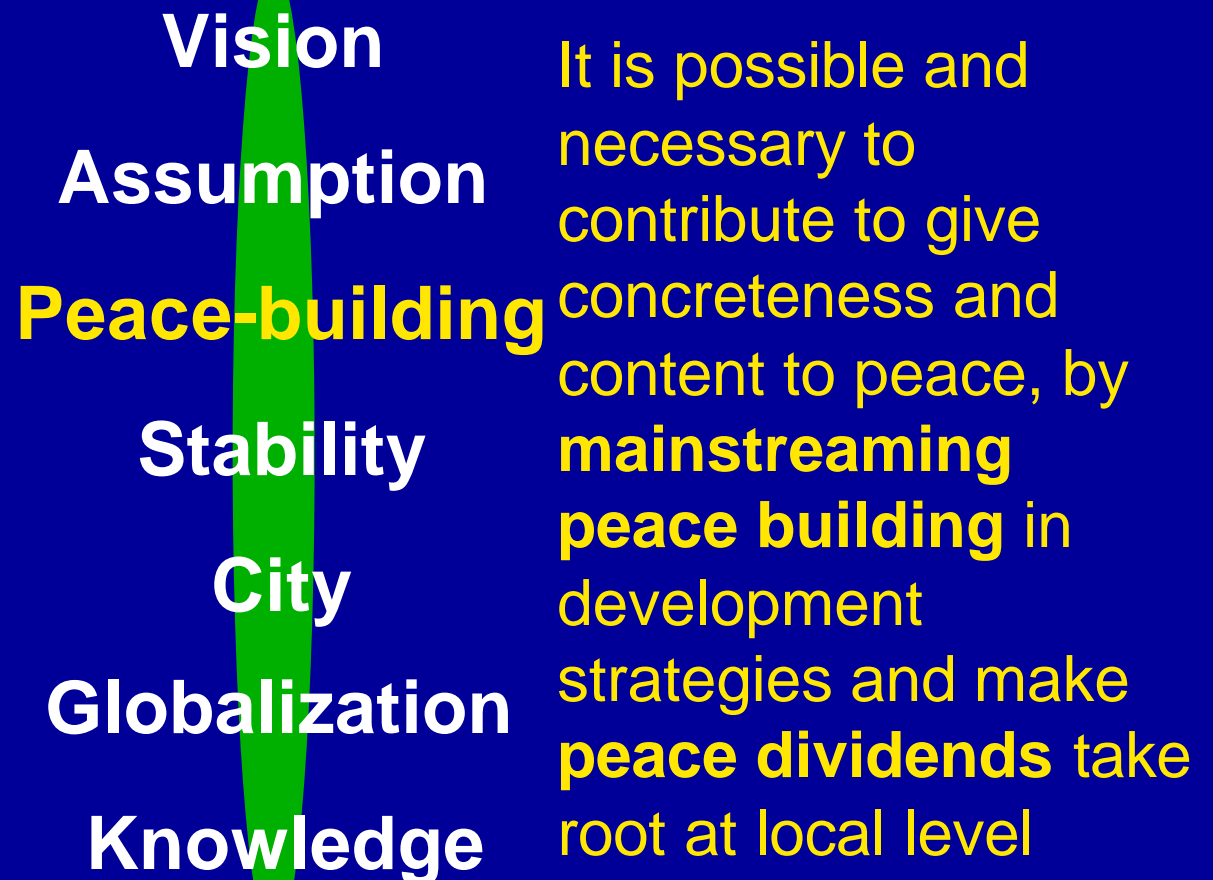 Vision
Assumption
Peace-building
Stability
City
Globalization
Knowledge
It is possible and
necessary to
contribute to give
concreteness and
content to peace, by
mainstreaming
peace building in
development
strategies and make
peace dividends take
root at local level